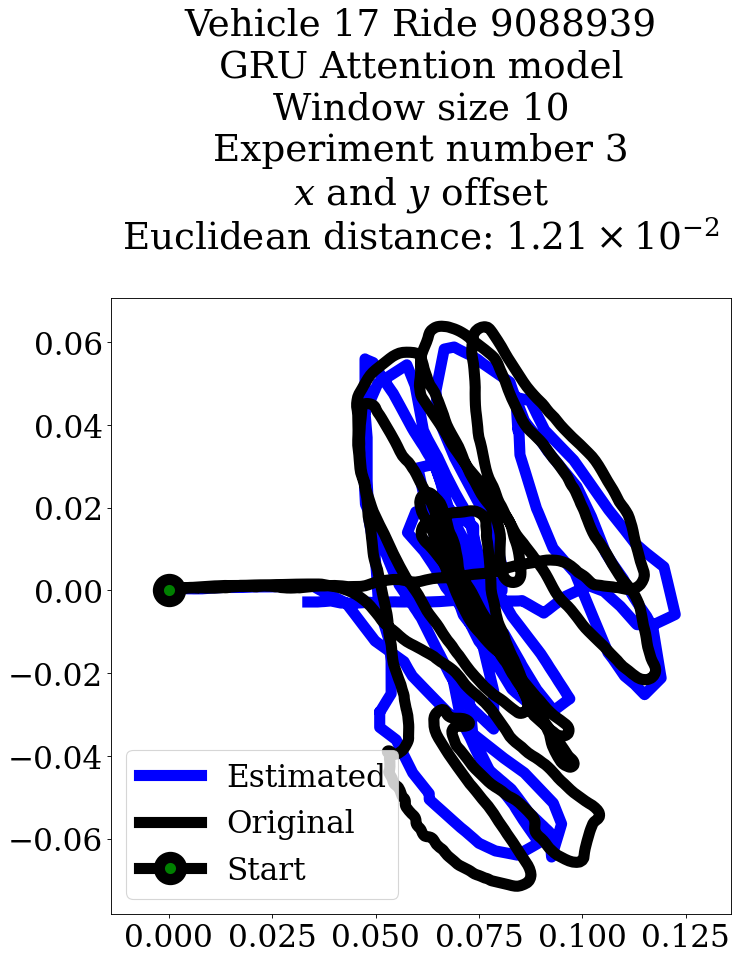 Vehicle 17 Ride 9088939
GRU Attention model
Window size 10
Experiment number 3
x and y offset
Euclidean distance: 1.21 × 10⁻²
0.06
0.04
0.02
0.00
−0.02
−0.04
−0.06
Estimated
Original
Start
0.000 0.025 0.050 0.075 0.100 0.125